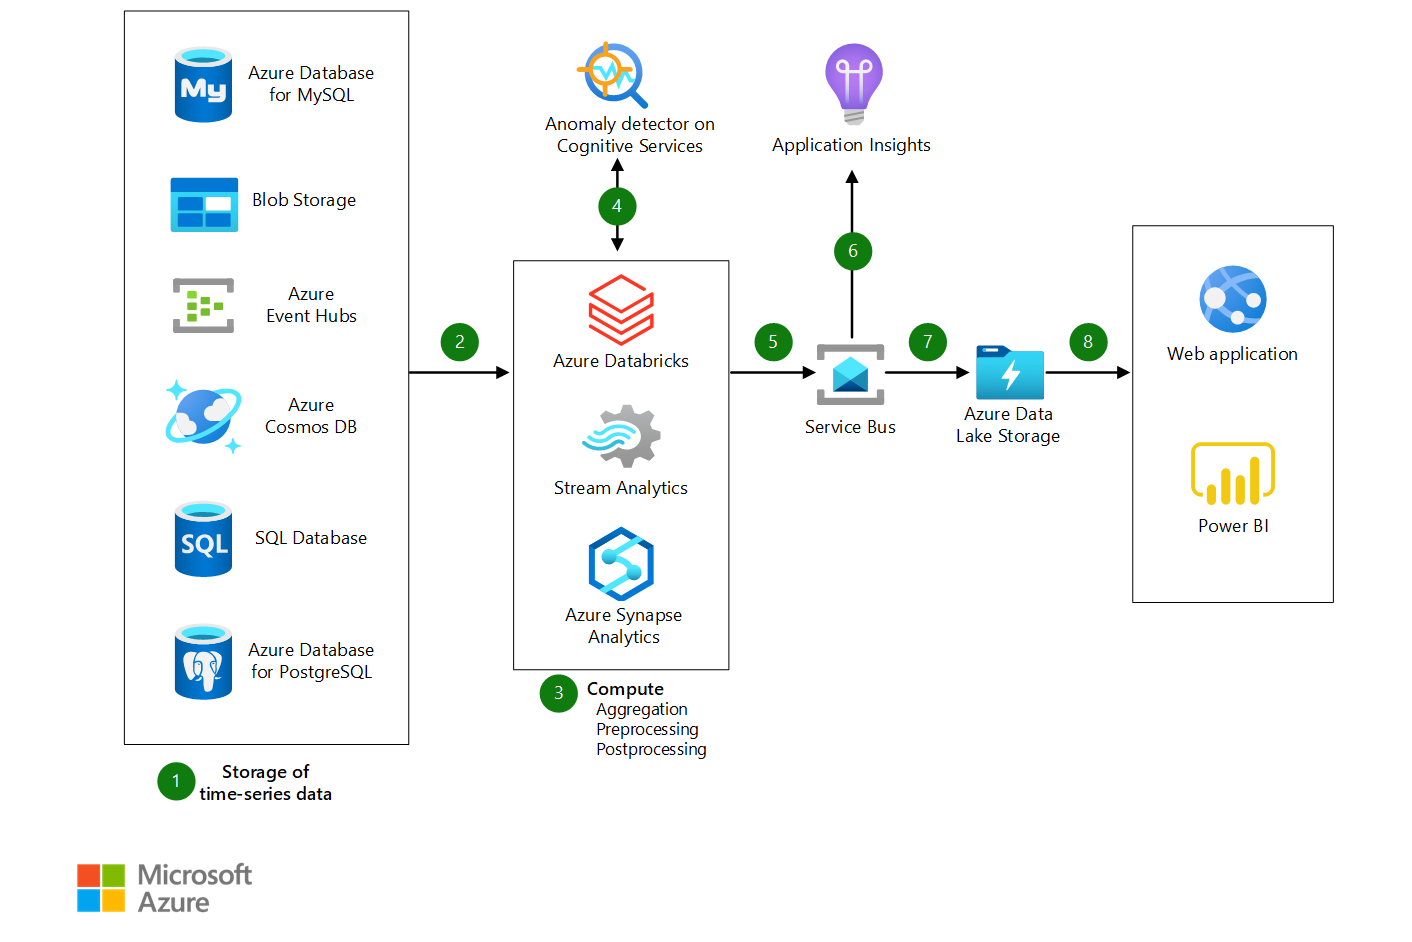 Azure Database
for MySQL
My
Blob Storage
Azure
Event Hubs
Azure
Cosmos DB
SQL
SQL Database
Azure Database
for PostgreSQL
1
Storage of
time-series data
2
Anomaly detector on
Cognitive Services
4
Azure Databricks
Stream Analytics
Azure Synapse
Analytics
3
Compute
Aggregation
Preprocessing
Postprocessing
5
Application Insights
6
Service Bus
7
Azure Data
Lake Storage
8
Web application
Power BI
Microsoft
Azure